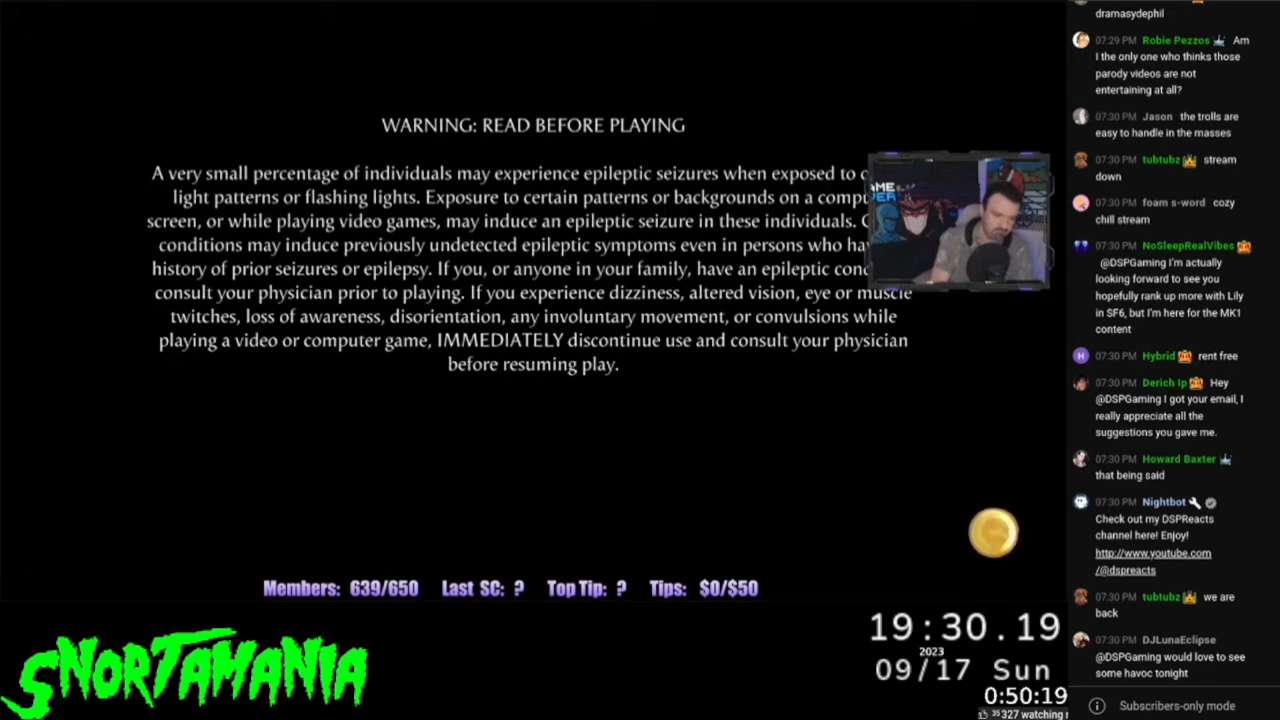 WARNING: READ BEFORE PLAYING
A very small percentage of individuals may experience epileptic seizures when exposed to
light patterns or flashing lights. Exposure to certain patterns or backgrounds on a
screen, or while playing video games, may induce an epileptic seizure in these individuals.
conditions may induce previously undetected epileptic symptoms even in persons who
history of prior seizures or epilepsy. If you, or anyone in your family, have an epileptic
consult your physician prior to playing. If you experience dizziness, altered vision, eye or muscle
twitches, loss of awareness, disorientation, any involuntary movement, or convulsions while
playing a video or computer game, IMMEDIATELY discontinue use and consult your physician
before resuming play.
Members: 639/650 Last SC: ? Top Tip: ? Tips: $0/$50
SNORTAMANIA
19:30.19
2023
09/17 Sun
0:50:19
327 watching
dramasydephil
07:29 PM Robie Pezzos Am
I the only one who thinks those
parody videos are not
entertaining at all?
07:30 PM Jason the trolls are
easy to handle in the masses
07:30 PM tubtubz stream
down
07:30 PM foam s-word cozy
chill stream
07:30 PM NoSleepRealVibes
@DSPGaming I'm actually
looking forward to see you
hopefully rank up more with Lily
in SF6, but I'm here for the MK1
content
H 07:30 PM Hybrid rent free
07:30 PM Derich Ip Hey
@DSPGaming I got your email, I
really appreciate all the
suggestions you gave me.
07:30 PM Howard Baxter
that being said
07:30 PM Nightbot
Check out my DSPReacts
channel here! Enjoy!
http://www.youtube.com
/@dspreacts
07:30 PM tubtubz we are
back
07:30 PM DJLunaEclipse
@DSPGaming would love to see
some havoc tonight
Subscribers-only mode